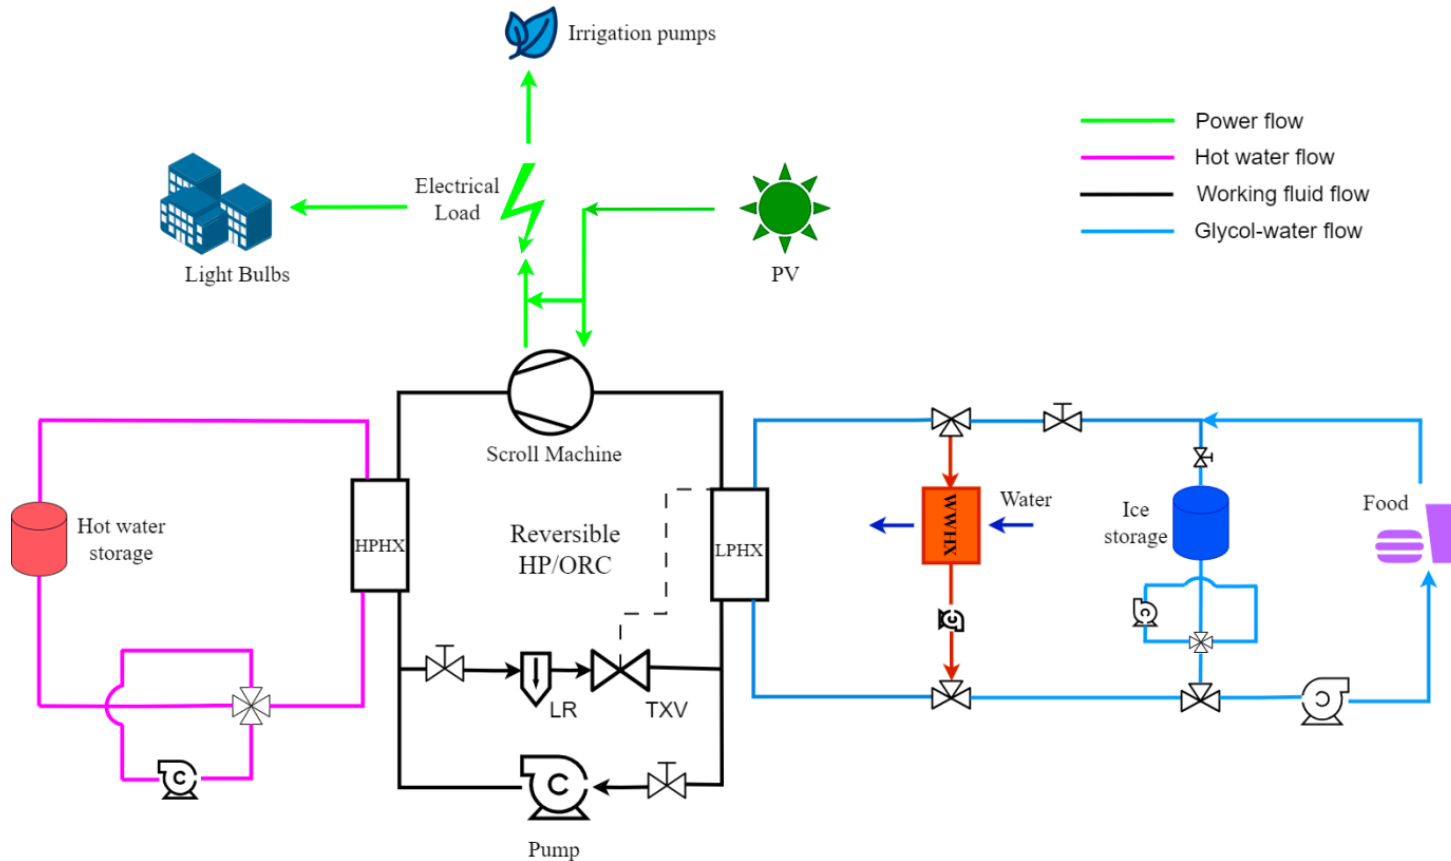 Irrigation pumps
Power flow
Hot water flow
Working fluid flow
Glycol-water flow
Electrical
Load
Light Bulbs
PV
Scroll Machine
Hot water
storage
HPHX
Reversible
HP/ORC
LPHX
WWHX
Water
Ice
storage
Food
LR
TXV
C
C
C
C
C
Pump